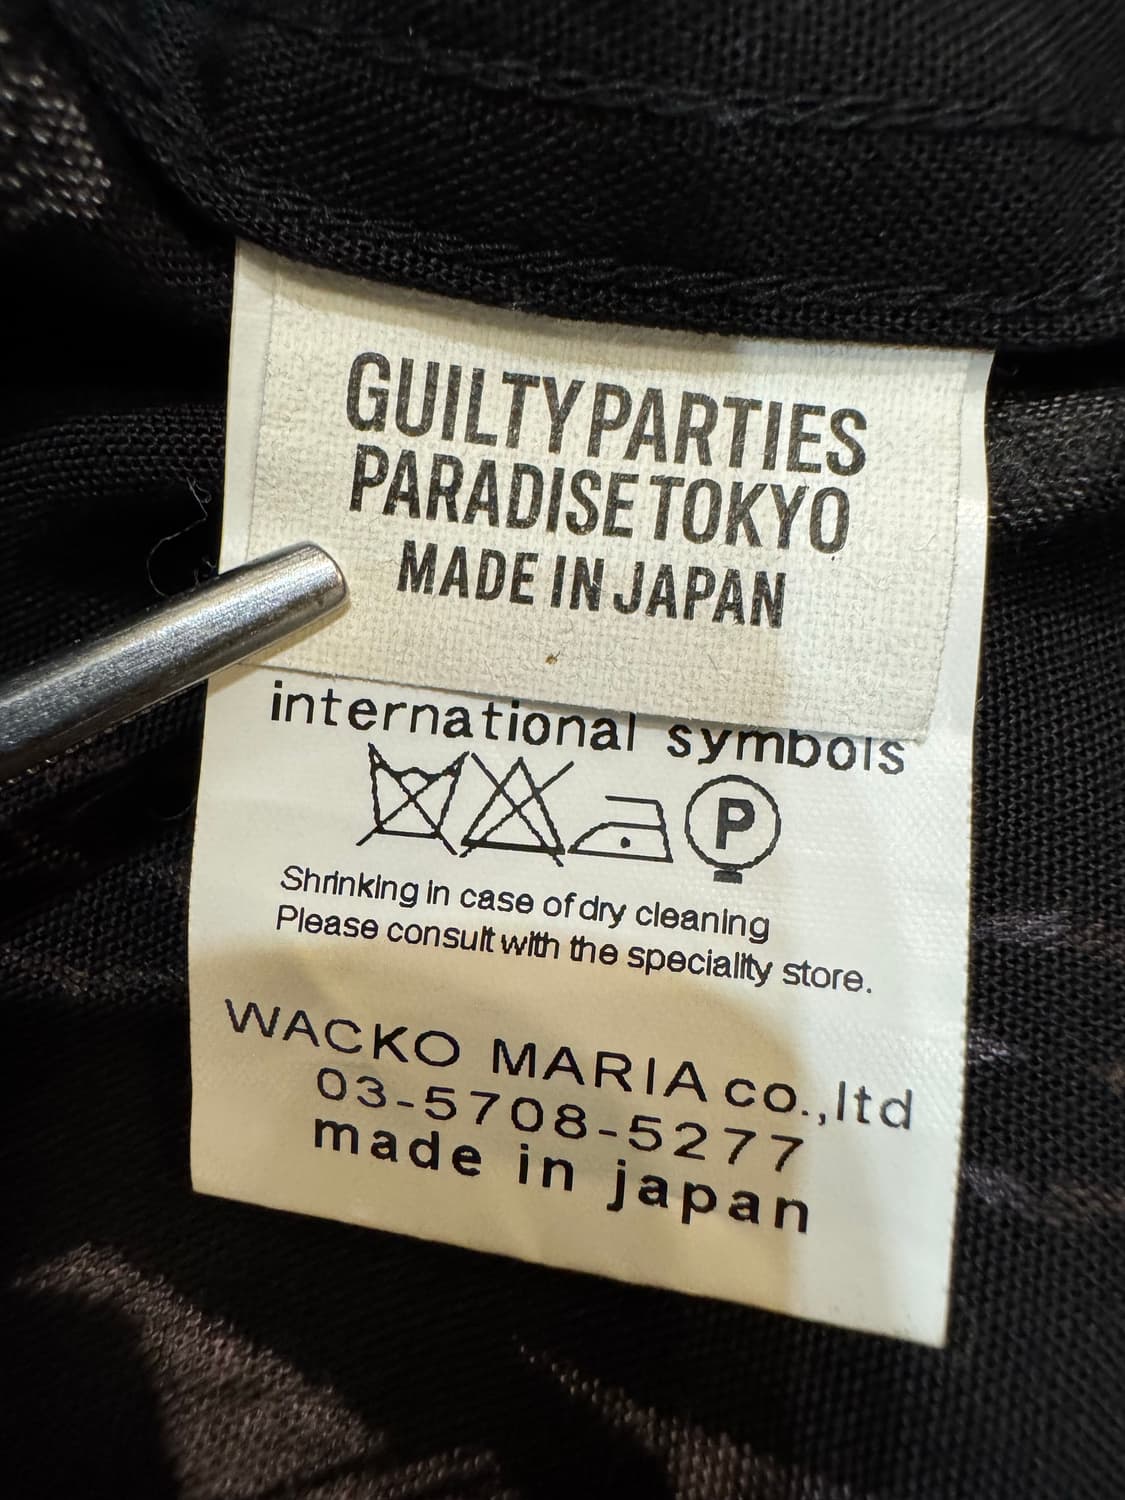 GUILTY PARTIES
PARADISE TOKYO
MADE IN JAPAN
international symbols
P
Shrinking in case of dry cleaning
Please consult with the speciality store.
WACKO MARIA co.,ltd
03-5708-5277
made in japan